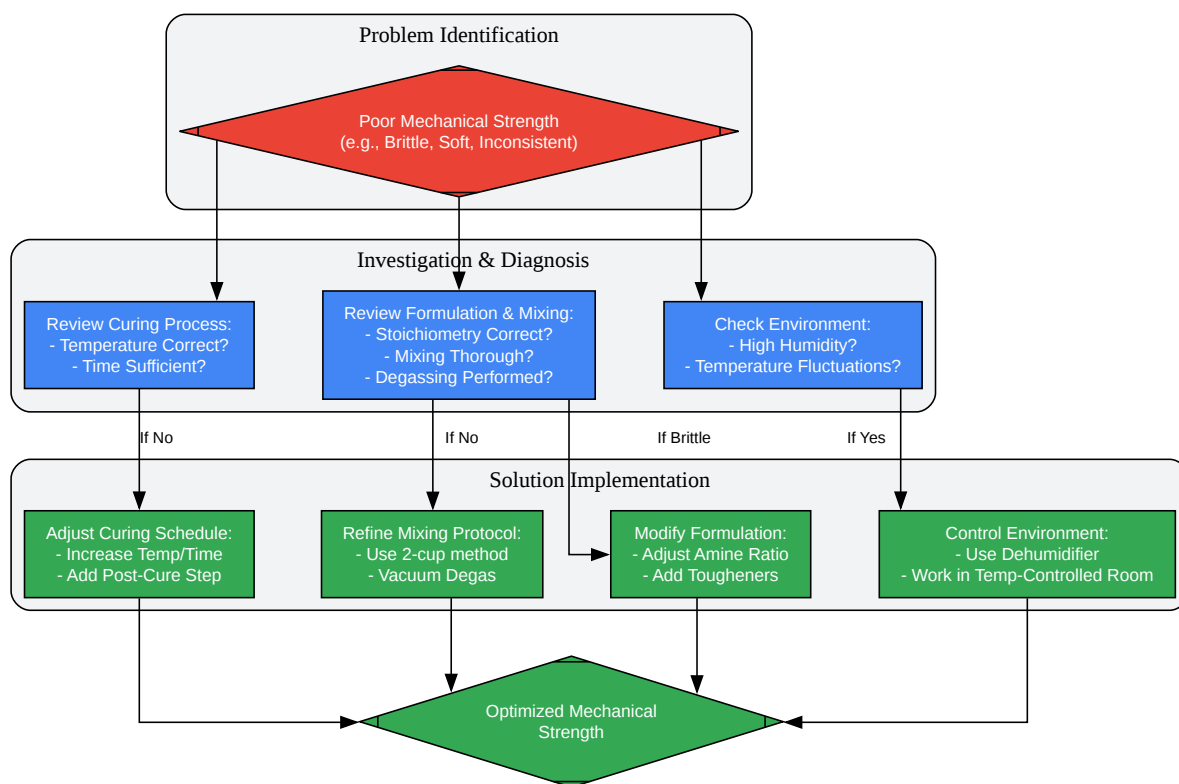 Problem Identification
Poor Mechanical Strength
(e.g., Brittle, Soft, Inconsistent)
Investigation & Diagnosis
Review Curing Process:
- Temperature Correct?
- Time Sufficient?
Review Formulation & Mixing:
- Stoichiometry Correct?
- Mixing Thorough?
- Degassing Performed?
Check Environment:
- High Humidity?
- Temperature Fluctuations?
If No
If No
If Brittle
If Yes
Solution Implementation
Adjust Curing Schedule:
- Increase Temp/Time
- Add Post-Cure Step
Refine Mixing Protocol:
- Use 2-cup method
- Vacuum Degas
Modify Formulation:
- Adjust Amine Ratio
- Add Tougheners
Control Environment:
- Use Dehumidifier
- Work in Temp-Controlled Room
Optimized Mechanical
Strength